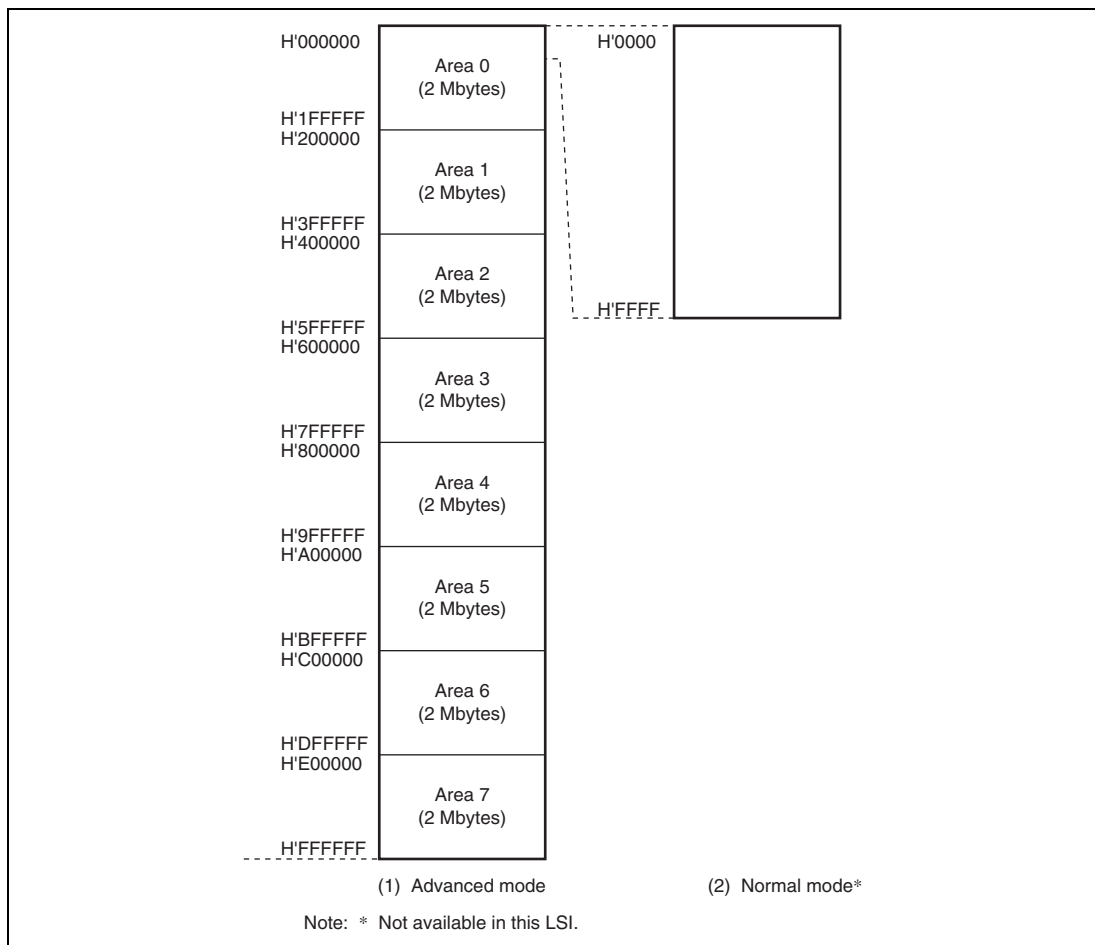 H'000000
Area 0
(2 Mbytes)
H'1FFFFF
H'200000
Area 1
(2 Mbytes)
H'3FFFFF
H'400000
Area 2
(2 Mbytes)
H'5FFFFF
H'600000
Area 3
(2 Mbytes)
H'7FFFFF
H'800000
Area 4
(2 Mbytes)
H'9FFFFF
H'A00000
Area 5
(2 Mbytes)
H'BFFFFF
H'C00000
Area 6
(2 Mbytes)
H'DFFFFF
H'E00000
Area 7
(2 Mbytes)
H'FFFFFF
(1) Advanced mode
H'0000
H'FFFF
(2) Normal mode*
Note: * Not available in this LSI.